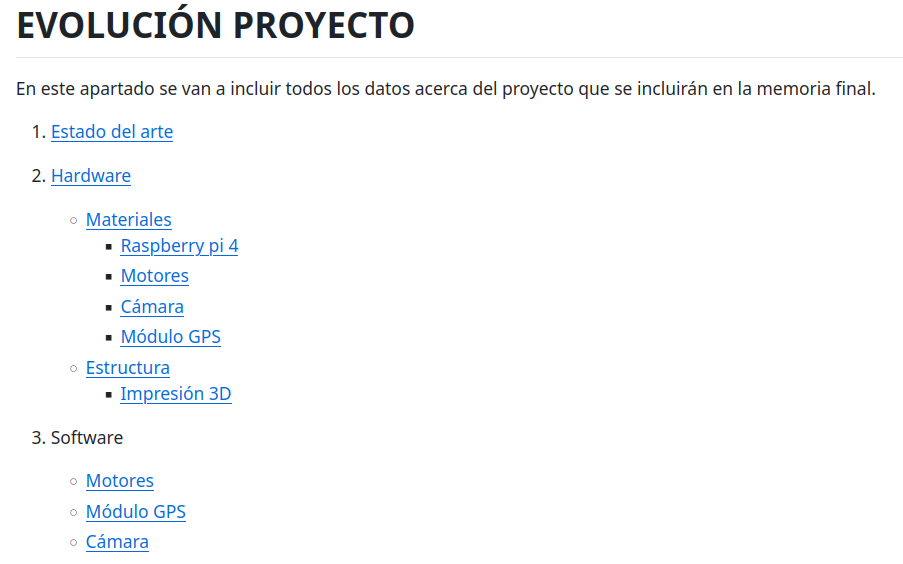 EVOLUCIÓN PROYECTO
En este apartado se van a incluir todos los datos acerca del proyecto que se incluirán en la memoria final.
1. Estado del arte
2. Hardware
Materiales
Raspberry pi 4
Motores
Cámara
Módulo GPS
Estructura
Impresión 3D
3. Software
Motores
Módulo GPS
Cámara